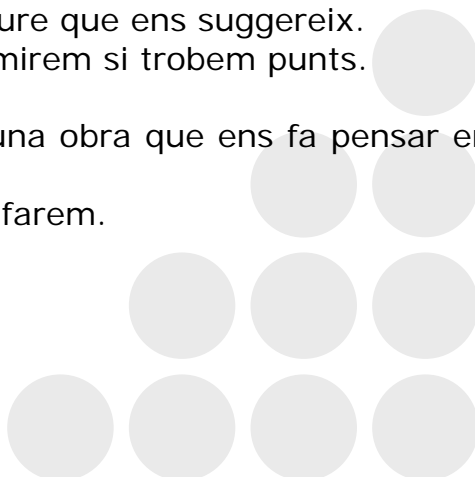 ure que ens suggereix.
mirem si trobem punts.
una obra que ens fa pensar en
farem.